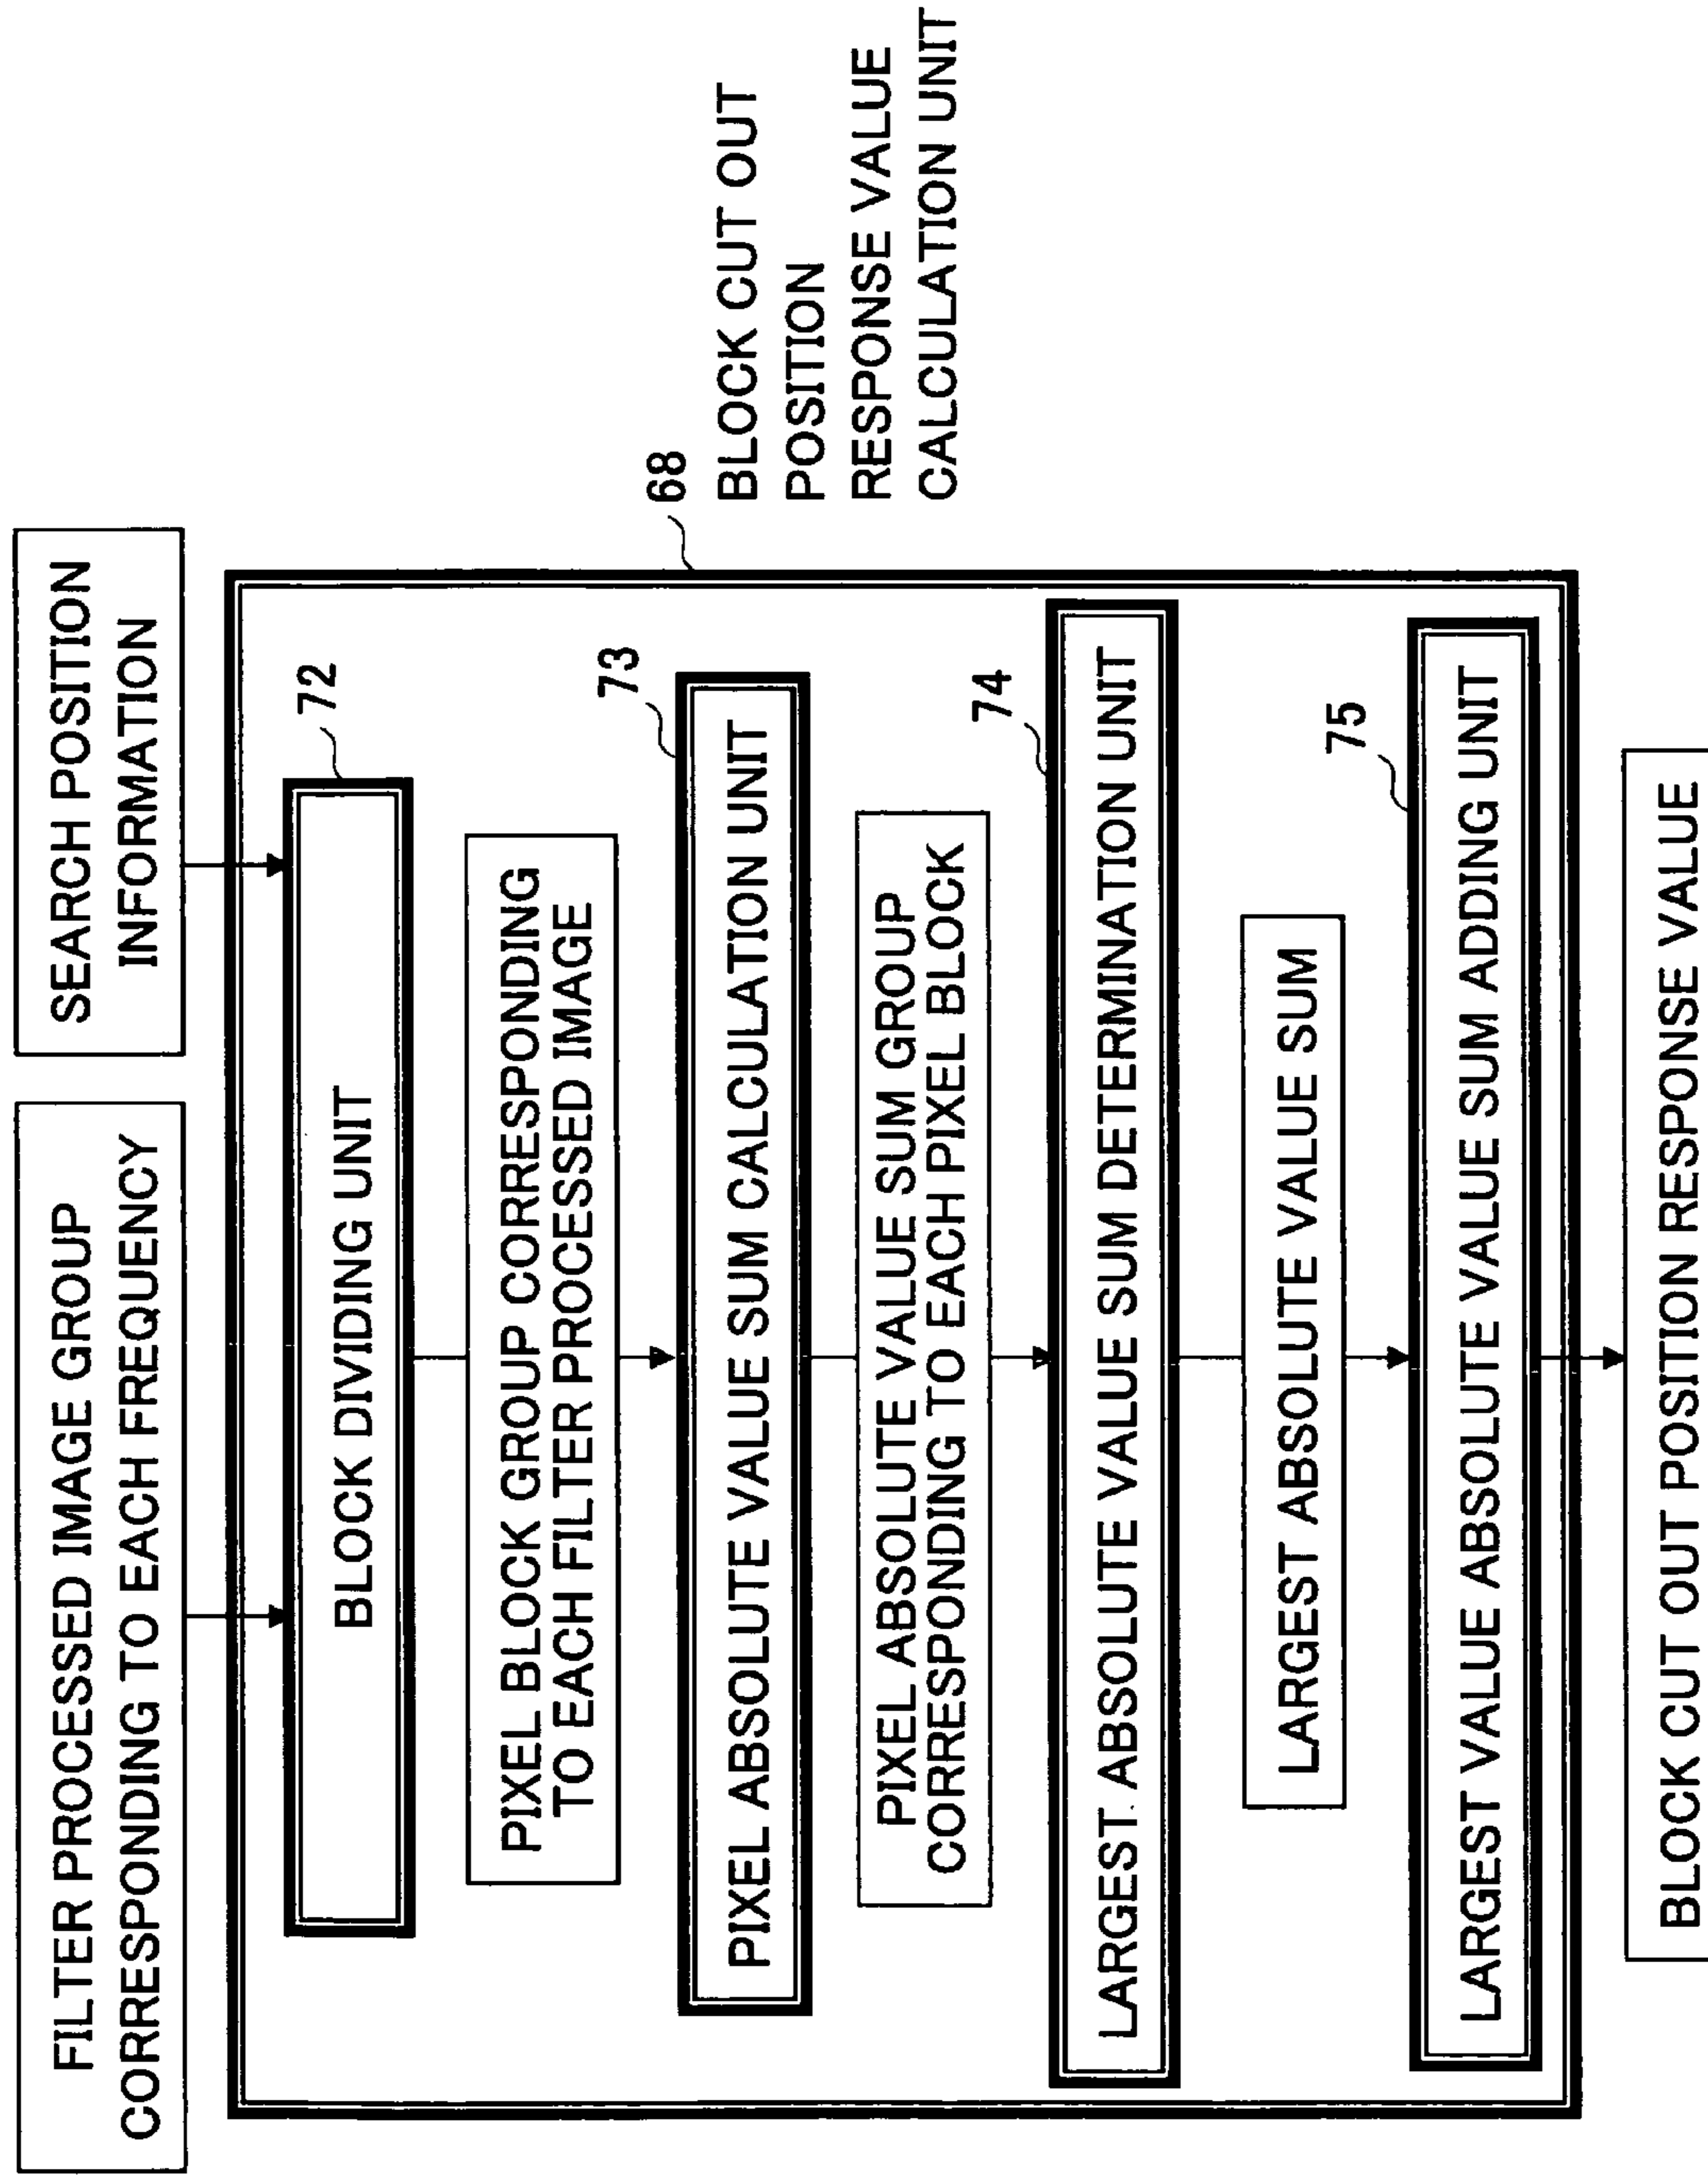 FILTER PROCESSED IMAGE GROUP
CORRESPONDING TO EACH FREQUENCY
SEARCH POSITION
INFORMATION
72
BLOCK DIVIDING UNIT
PIXEL BLOCK GROUP CORRESPONDING
TO EACH FILTER PROCESSED IMAGE
73
PIXEL ABSOLUTE VALUE SUM CALCULATION UNIT
PIXEL ABSOLUTE VALUE SUM GROUP
CORRESPONDING TO EACH PIXEL BLOCK
74
LARGEST ABSOLUTE VALUE SUM DETERMINATION UNIT
LARGEST ABSOLUTE VALUE SUM
75
LARGEST VALUE ABSOLUTE VALUE SUM ADDING UNIT
BLOCK CUT OUT POSITION RESPONSE VALUE
68
BLOCK CUT OUT
POSITION
RESPONSE VALUE
CALCULATION UNIT